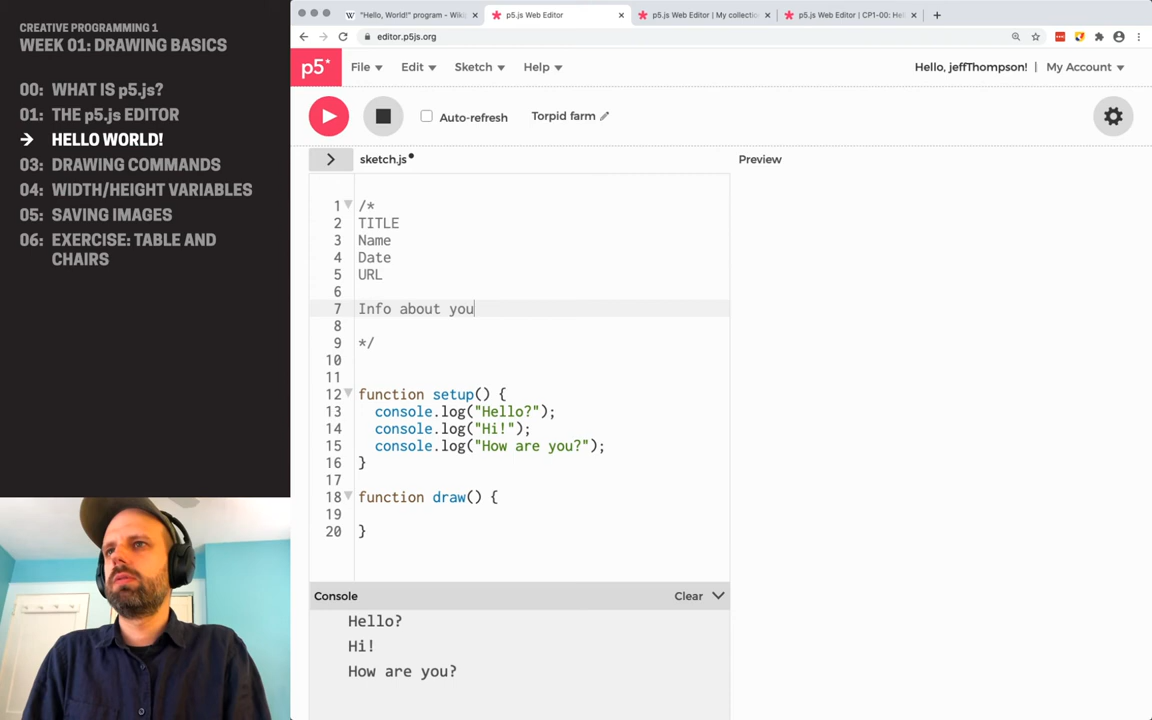 CREATIVE PROGRAMMING 1
WEEK 01: DRAWING BASICS
00: WHAT IS p5.js?
01: THE p5.js EDITOR
→ HELLO WORLD!
03: DRAWING COMMANDS
04: WIDTH/HEIGHT VARIABLES
05: SAVING IMAGES
06: EXERCISE: TABLE AND
CHAIRS
W "Hello, World!" program - Wiki
p5.js Web Editor
p5.js Web Editor | My collection
p5.js Web Editor | CP1-00: Hel
editor.p5js.org
p5* File Edit Sketch Help Hello, jeffThompson! | My Account
Auto-refresh Torpid farm
sketch.js
Preview
1 /*
2 TITLE
3 Name
4 Date
5 URL
6
7 Info about you
8
9 */
10
11
12 function setup() {
13 console.log("Hello?");
14 console.log("Hi!");
15 console.log("How are you?");
16 }
17
18 function draw() {
19
20 }
Console Clear
Hello?
Hi!
How are you?